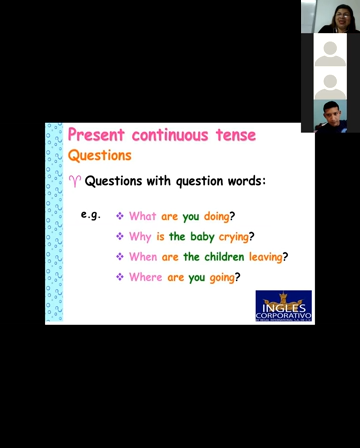 Present continuous tense
Questions
Questions with question words:
e.g.
What are you doing?
Why is the baby crying?
When are the children leaving?
Where are you going?
INGLES
CORPORATIVO